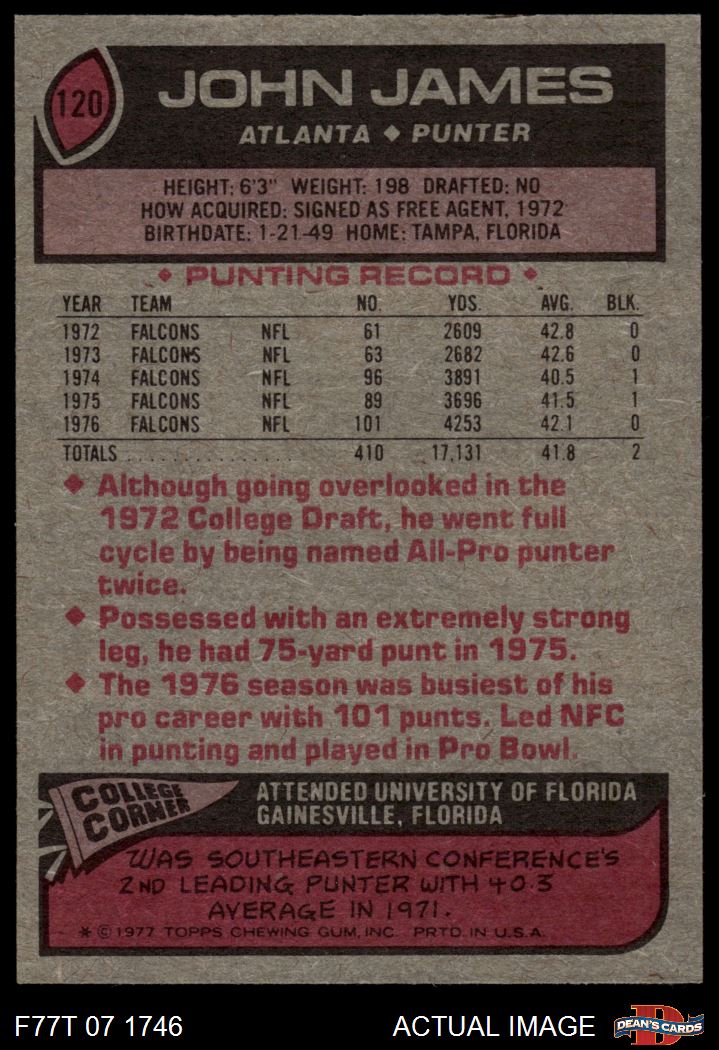 120
JOHN JAMES
ATLANTA ◆ PUNTER
HEIGHT: 6'3" WEIGHT: 198 DRAFTED: NO
HOW ACQUIRED: SIGNED AS FREE AGENT, 1972
BIRTHDATE: 1-21-49 HOME: TAMPA, FLORIDA
◆ PUNTING RECORD ◆
YEAR TEAM NO. YDS. AVG. BLK.
1972 FALCONS NFL 61 2609 42.8 0
1973 FALCONS NFL 63 2682 42.6 0
1974 FALCONS NFL 96 3891 40.5 1
1975 FALCONS NFL 89 3696 41.5 1
1976 FALCONS NFL 101 4253 42.1 0
TOTALS . . . . . . . . . . . . . 410 17,131 41.8 2
◆ Although going overlooked in the
1972 College Draft, he went full
cycle by being named All-Pro punter
twice.
◆ Possessed with an extremely strong
leg, he had 75-yard punt in 1975.
◆ The 1976 season was busiest of his
pro career with 101 punts. Led NFC
in punting and played in Pro Bowl.
COLLEGE
CORNER
ATTENDED UNIVERSITY OF FLORIDA
GAINESVILLE, FLORIDA
WAS SOUTHEASTERN CONFERENCE'S
2ND LEADING PUNTER WITH 40.3
AVERAGE IN 1971.
* © 1977 TOPPS CHEWING GUM, INC. PRTD. IN U.S.A.
F77T 07 1746
ACTUAL IMAGE
D
DEAN'S CARDS